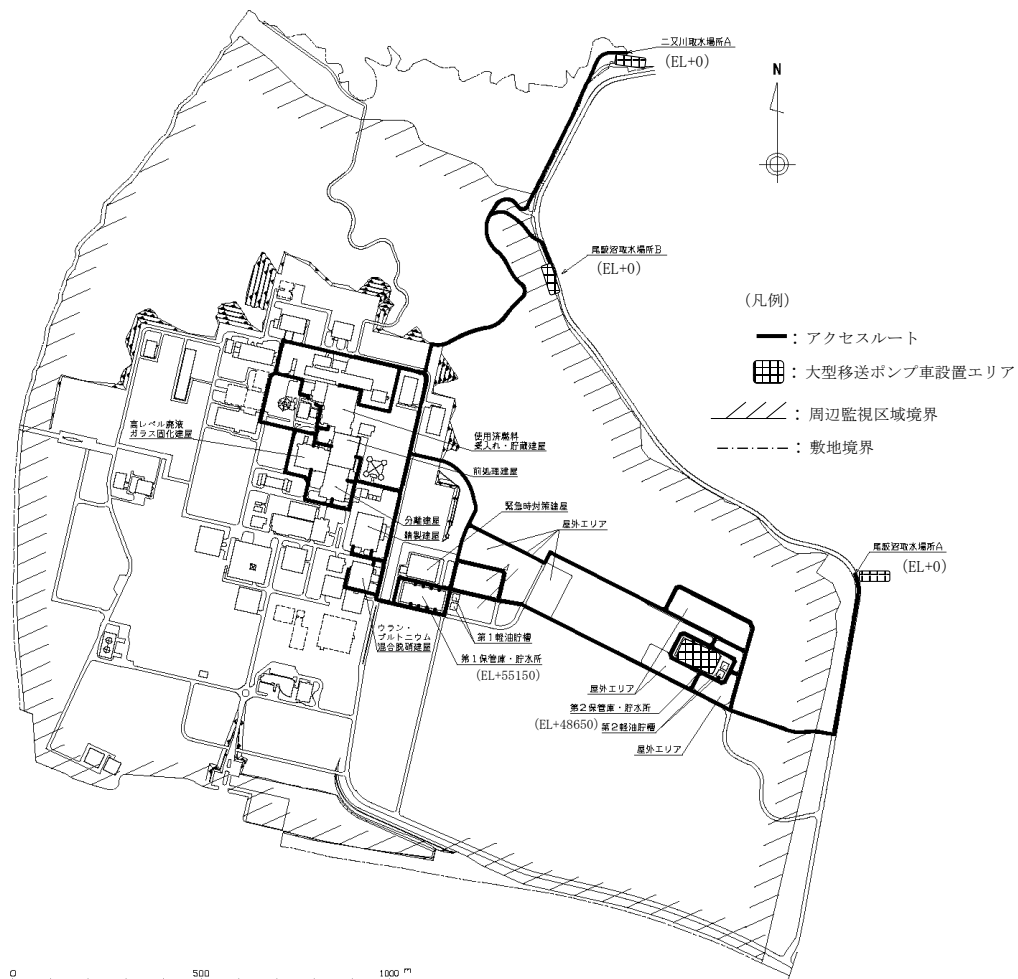 二又川取水場所A
(EL+0)
N
尾駮沼取水場所B
(EL+0)
(凡例)
: アクセスルート
: 大型移送ポンプ車設置エリア
: 周辺監視区域境界
: 敷地境界
高レベル廃液
ガラス固化建屋
使用済燃料
受入れ・貯蔵建屋
前処理建屋
緊急時対策建屋
分離建屋
精製建屋
屋外エリア
尾駮沼取水場所A
(EL+0)
ウラン・
プルトニウム
混合脱硝建屋
第1軽油貯槽
第1保管庫・貯水所
(EL+55150)
屋外エリア
第2保管庫・貯水所
(EL+48650)
第2軽油貯槽
屋外エリア
0 500 1000 m